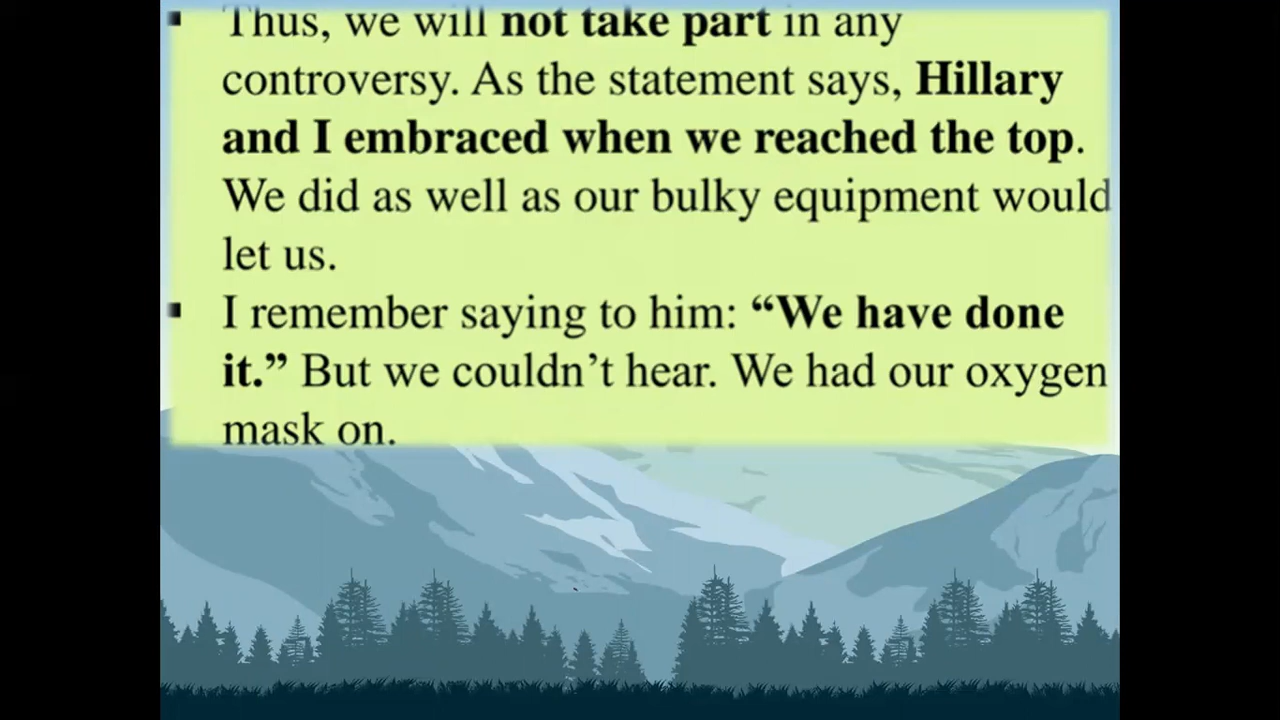 ▪ Thus, we will not take part in any
controversy. As the statement says, Hillary
and I embraced when we reached the top.
We did as well as our bulky equipment would
let us.
▪ I remember saying to him: “We have done
it.” But we couldn’t hear. We had our oxygen
mask on.